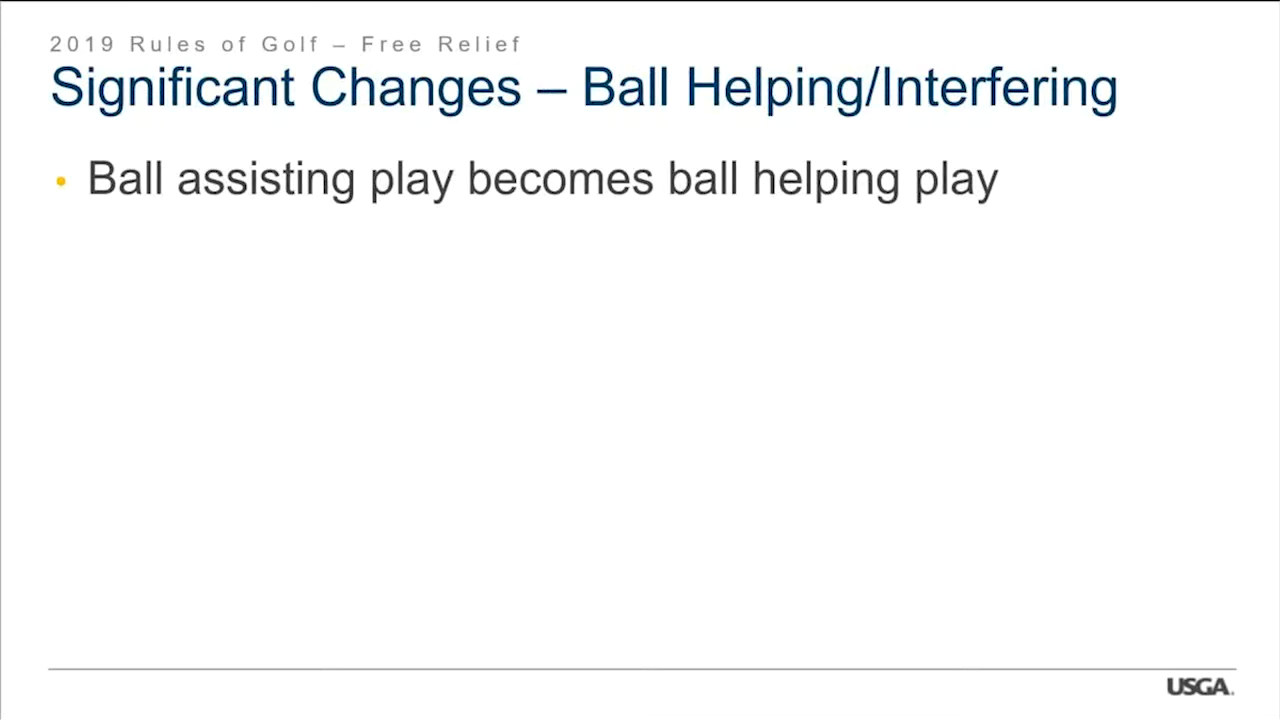 2019 Rules of Golf – Free Relief
Significant Changes – Ball Helping/Interfering
• Ball assisting play becomes ball helping play
USGA.